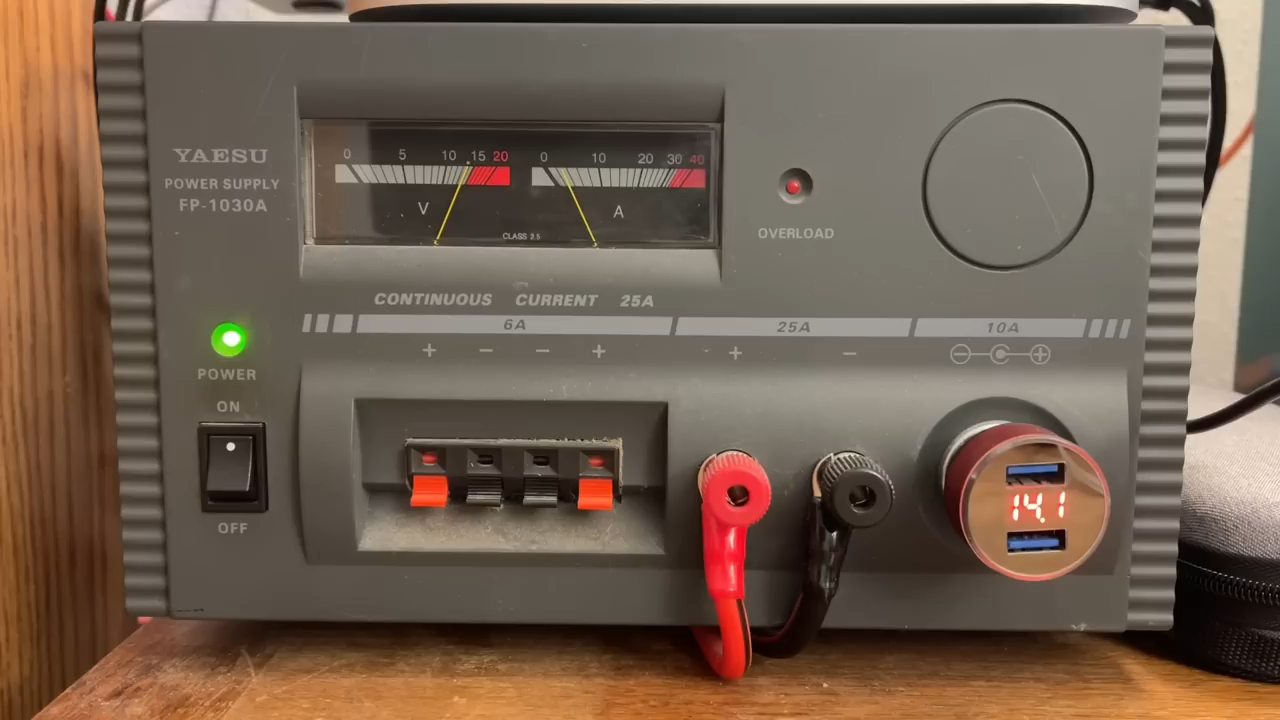 0 5 10 15 20 0 10 20 30 40
YAESU
POWER SUPPLY
FP-1030A
V A
CLASS 2.5
OVERLOAD
CONTINUOUS CURRENT 25A
6A 25A 10A
+ − − + + − − +
POWER
ON
OFF
14.1